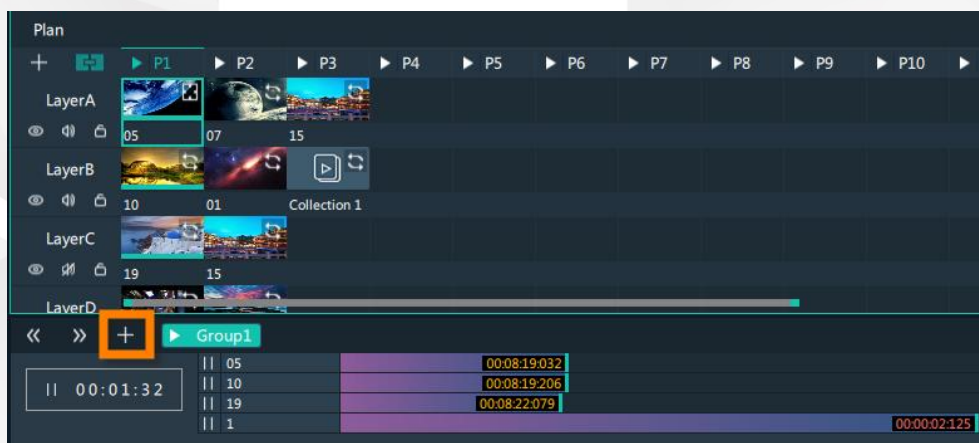 Plan
P1 P2 P3 P4 P5 P6 P7 P8 P9 P10
LayerA
05 07 15
LayerB
10 01 Collection 1
LayerC
19 15
LayerD
Group1
00:01:32
05 00:08:19:032
10 00:08:19:206
19 00:08:22:079
1 00:00:02:125